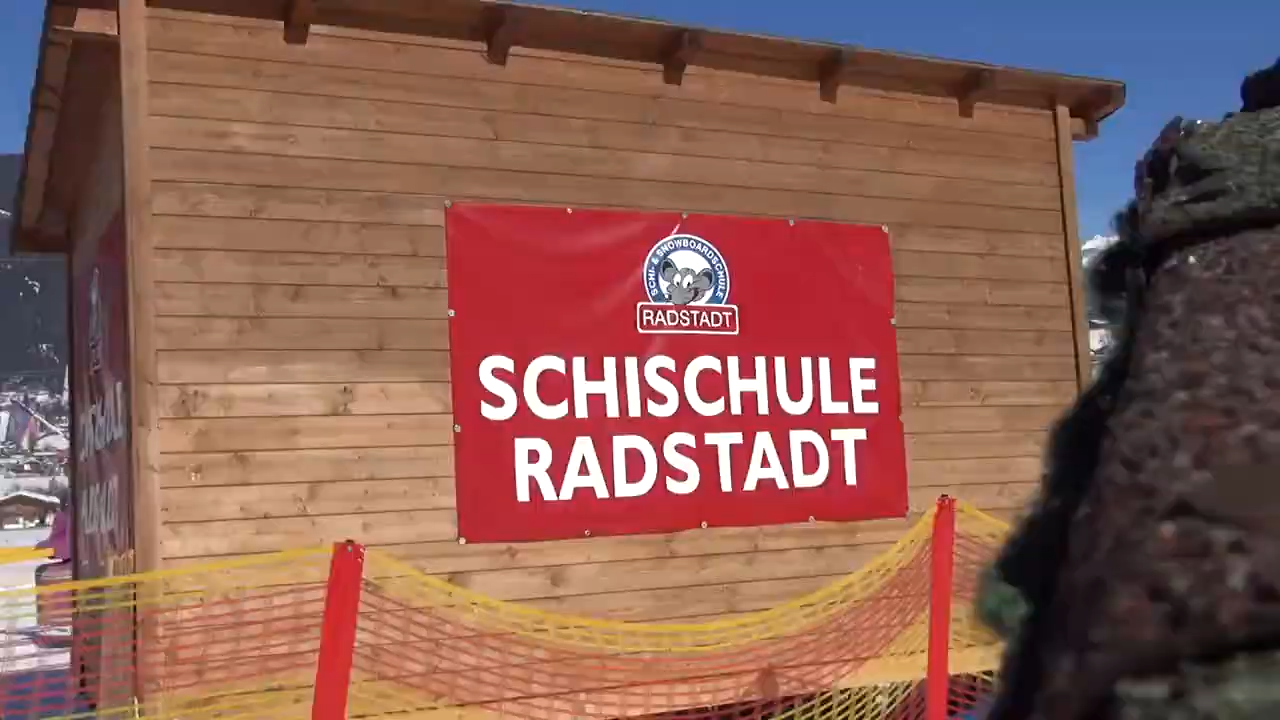 SCHI- & SNOWBOARDSCHULE
RADSTADT
SCHISCHULE
RADSTADT